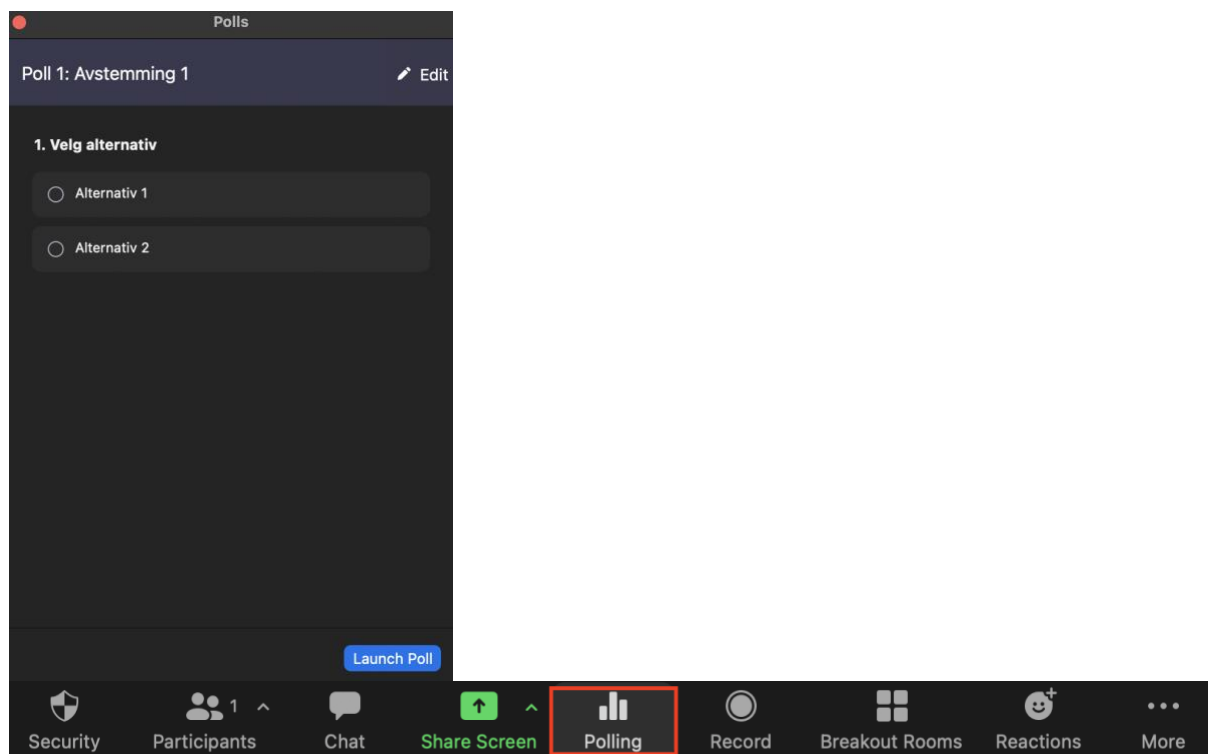 Polls
Poll 1: Avstemming 1 Edit
1. Velg alternativ
Alternativ 1
Alternativ 2
Launch Poll
1
Security Participants Chat Share Screen Polling Record Breakout Rooms Reactions More